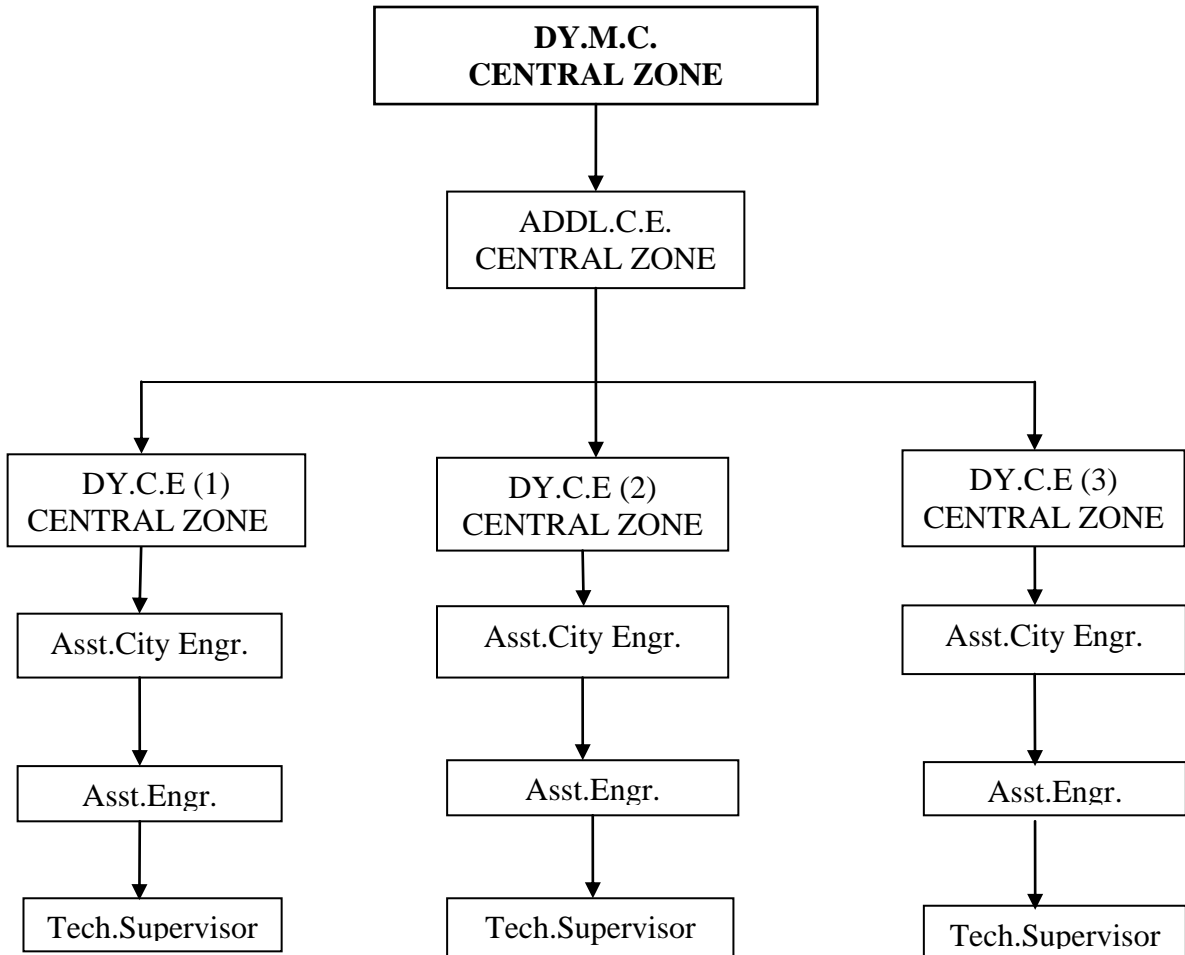 DY.M.C.
CENTRAL ZONE
ADDL.C.E.
CENTRAL ZONE
DY.C.E (1)
CENTRAL ZONE
DY.C.E (2)
CENTRAL ZONE
DY.C.E (3)
CENTRAL ZONE
Asst.City Engr.
Asst.City Engr.
Asst.City Engr.
Asst.Engr.
Asst.Engr.
Asst.Engr.
Tech.Supervisor
Tech.Supervisor
Tech.Supervisor